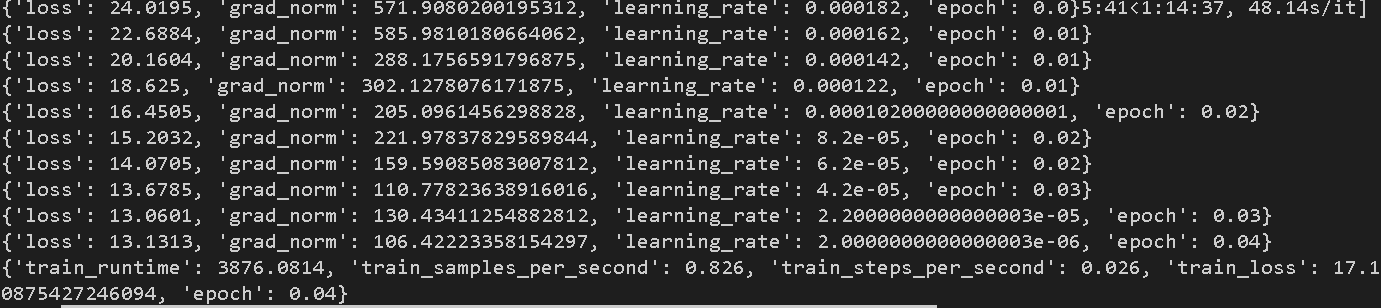 {'loss': 24.0195, 'grad_norm': 571.9080200195312, 'learning_rate': 0.000182, 'epoch': 0.0}5:41<1:14:37, 48.14s/it]
{'loss': 22.6884, 'grad_norm': 585.9810180664062, 'learning_rate': 0.000162, 'epoch': 0.01}
{'loss': 20.1604, 'grad_norm': 288.1756591796875, 'learning_rate': 0.000142, 'epoch': 0.01}
{'loss': 18.625, 'grad_norm': 302.1278076171875, 'learning_rate': 0.000122, 'epoch': 0.01}
{'loss': 16.4505, 'grad_norm': 205.0961456298828, 'learning_rate': 0.00010200000000000001, 'epoch': 0.02}
{'loss': 15.2032, 'grad_norm': 221.97837829589844, 'learning_rate': 8.2e-05, 'epoch': 0.02}
{'loss': 14.0705, 'grad_norm': 159.59085083007812, 'learning_rate': 6.2e-05, 'epoch': 0.02}
{'loss': 13.6785, 'grad_norm': 110.77823638916016, 'learning_rate': 4.2e-05, 'epoch': 0.03}
{'loss': 13.0601, 'grad_norm': 130.43411254882812, 'learning_rate': 2.2000000000000003e-05, 'epoch': 0.03}
{'loss': 13.1313, 'grad_norm': 106.42223358154297, 'learning_rate': 2.0000000000000003e-06, 'epoch': 0.04}
{'train_runtime': 3876.0814, 'train_samples_per_second': 0.826, 'train_steps_per_second': 0.026, 'train_loss': 17.1
0875427246094, 'epoch': 0.04}